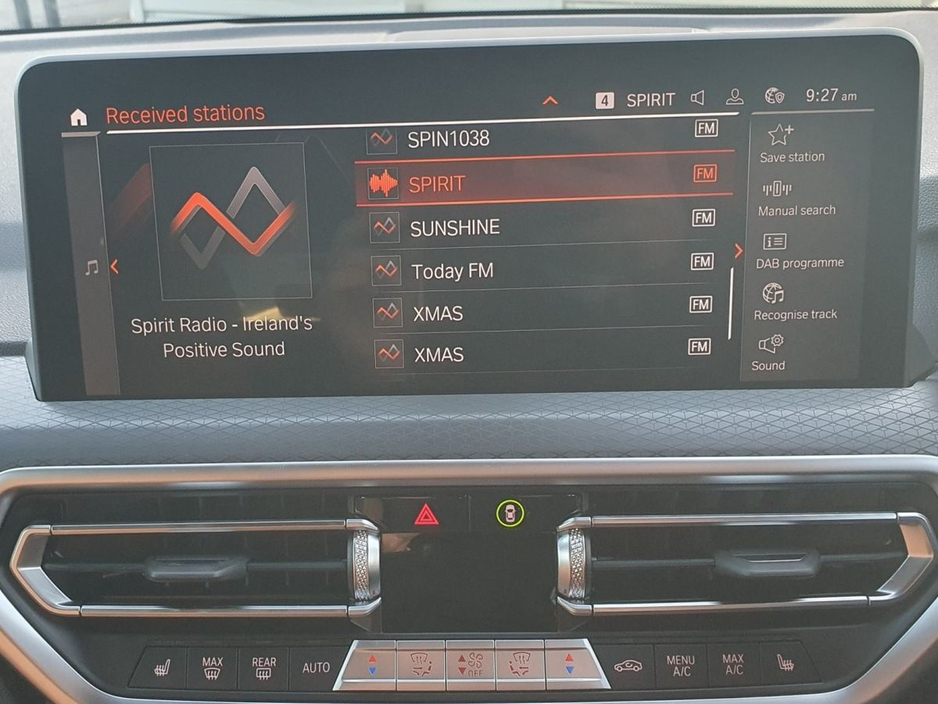 Received stations
4 SPIRIT
9:27 am
SPIN1038 FM
SPIRIT FM
SUNSHINE FM
Today FM FM
XMAS FM
XMAS FM
Spirit Radio - Ireland's
Positive Sound
Save station
Manual search
DAB programme
Recognise track
Sound
MAX
REAR
AUTO
OFF
MENU
A/C
MAX
A/C